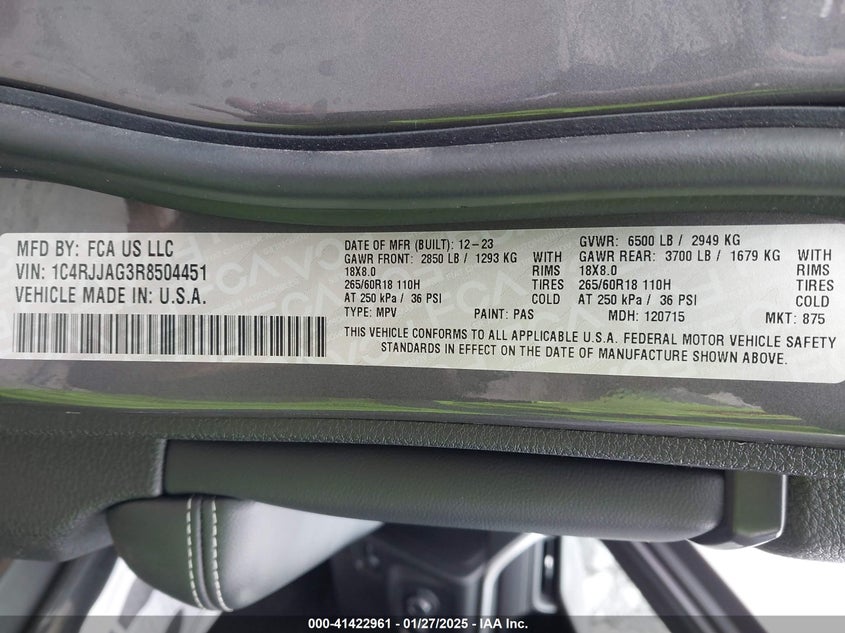 MFD BY: FCA US LLC
VIN: 1C4RJJAG3R8504451
VEHICLE MADE IN: U.S.A.
DATE OF MFR (BUILT): 12-23 GVWR: 6500 LB / 2949 KG
GAWR FRONT: 2850 LB / 1293 KG GAWR REAR: 3700 LB / 1679 KG
18X8.0 RIMS 18X8.0 RIMS
265/60R18 110H TIRES 265/60R18 110H TIRES
AT 250 kPa / 36 PSI COLD AT 250 kPa / 36 PSI COLD
TYPE: MPV PAINT: PAS MDH: 120715 MKT: 875
THIS VEHICLE CONFORMS TO ALL APPLICABLE U.S.A. FEDERAL MOTOR VEHICLE SAFETY
STANDARDS IN EFFECT ON THE DATE OF MANUFACTURE SHOWN ABOVE.
000-41422961 - 01/27/2025 - IAA Inc.